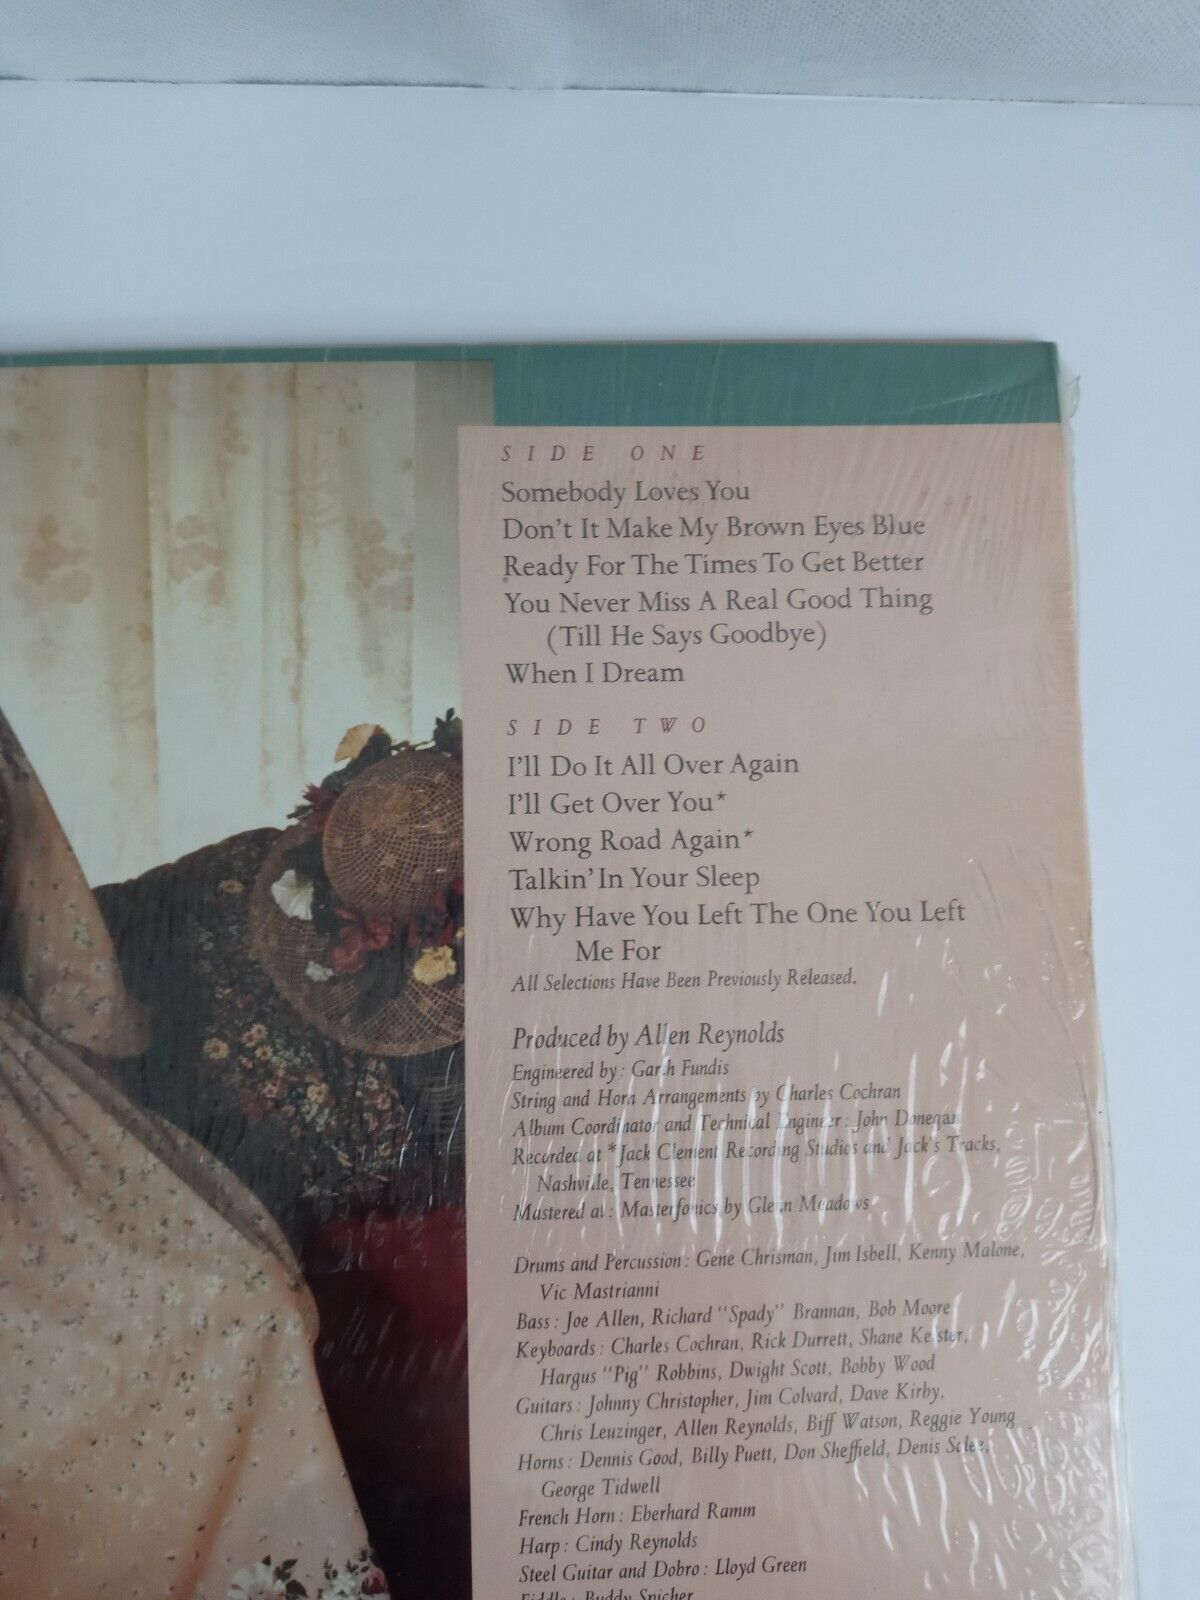 SIDE ONE
Somebody Loves You
Don't It Make My Brown Eyes Blue
Ready For The Times To Get Better
You Never Miss A Real Good Thing
(Till He Says Goodbye)
When I Dream
SIDE TWO
I'll Do It All Over Again
I'll Get Over You*
Wrong Road Again*
Talkin' In Your Sleep
Why Have You Left The One You Left
Me For
All Selections Have Been Previously Released.
Produced by Allen Reynolds
Engineered by: Garth Fundis
String and Horn Arrangements by Charles Cochran
Album Coordinator and Technical Engineer: John Donegan
Recorded at *Jack Clement Recording Studios and Jack's Tracks,
Nashville, Tennessee
Mastered at: Masterfonics by Glenn Meadows
Drums and Percussion: Gene Chrisman, Jim Isbell, Kenny Malone,
Vic Mastrianni
Bass: Joe Allen, Richard "Spady" Brannan, Bob Moore
Keyboards: Charles Cochran, Rick Durrett, Shane Keister,
Hargus "Pig" Robbins, Dwight Scott, Bobby Wood
Guitars: Johnny Christopher, Jim Colvard, Dave Kirby,
Chris Leuzinger, Allen Reynolds, Biff Watson, Reggie Young
Horns: Dennis Good, Billy Puett, Don Sheffield, Denis Solee,
George Tidwell
French Horn: Eberhard Ramm
Harp: Cindy Reynolds
Steel Guitar and Dobro: Lloyd Green
Fiddle: Buddy Spicher